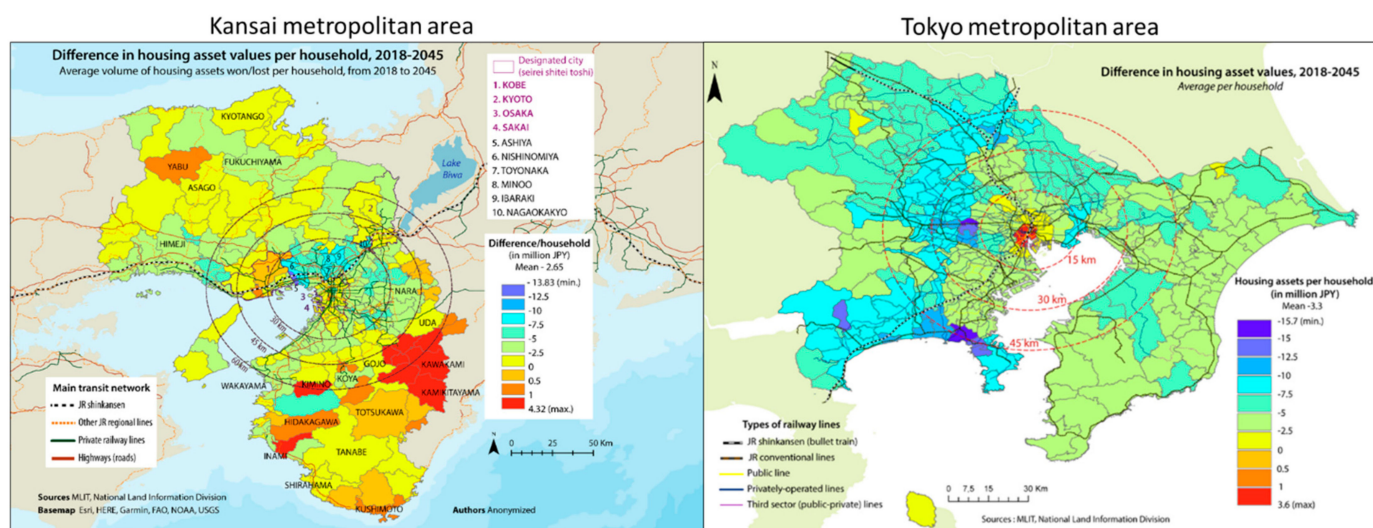 Kansai metropolitan area
Difference in housing asset values per household, 2018-2045
Average volume of housing assets won/lost per household, from 2018 to 2045
Designated city
(seirei shitei toshi)
1. KOBE
2. KYOTO
3. OSAKA
4. SAKAI
5. ASHIYA
6. NISHINOMIYA
7. TOYONAKA
8. MINOO
9. IBARAKI
10. NAGAOKAKYO
KYOTANGO
YABU
FUKUCHIYAMA
ASAGO
HIMEJI
Lake
Biwa
NARA
UDA
30 km
45 km
60 km
WAKAYAMA
GOJO
KAWAKAMI
KOYA
KAMIKITAYAMA
KIMINO
TOTSUKAWA
HIDAKAGAWA
INAMI
TANABE
SHIRAHAMA
KUSHIMOTO
Difference/household
(in million JPY)
Mean - 2.65
- 13.83 (min.)
-12.5
-10
-7.5
-5
-2.5
0
0.5
1
4.32 (max.)
Main transit network
JR shinkansen
Other JR regional lines
Private railway lines
Highways (roads)
N
0 25 50 Km
Sources MLIT, National Land Information Division
Basemap Esri, HERE, Garmin, FAO, NOAA, USGS
Authors Anonymized
Tokyo metropolitan area
N
Difference in housing asset values, 2018-2045
Average per household
15 km
30 km
45 km
Housing assets per household
(in million JPY)
Mean -3.3
-15.7 (min.)
-15
-12.5
-10
-7.5
-5
-2.5
0
0.5
1
3.6 (max)
Types of railway lines
JR shinkansen (bullet train)
JR conventional lines
Public line
Privately-operated lines
Third sector (public-private) lines
0 7.5 15 30 Km
Sources : MLIT, National Land Information Division